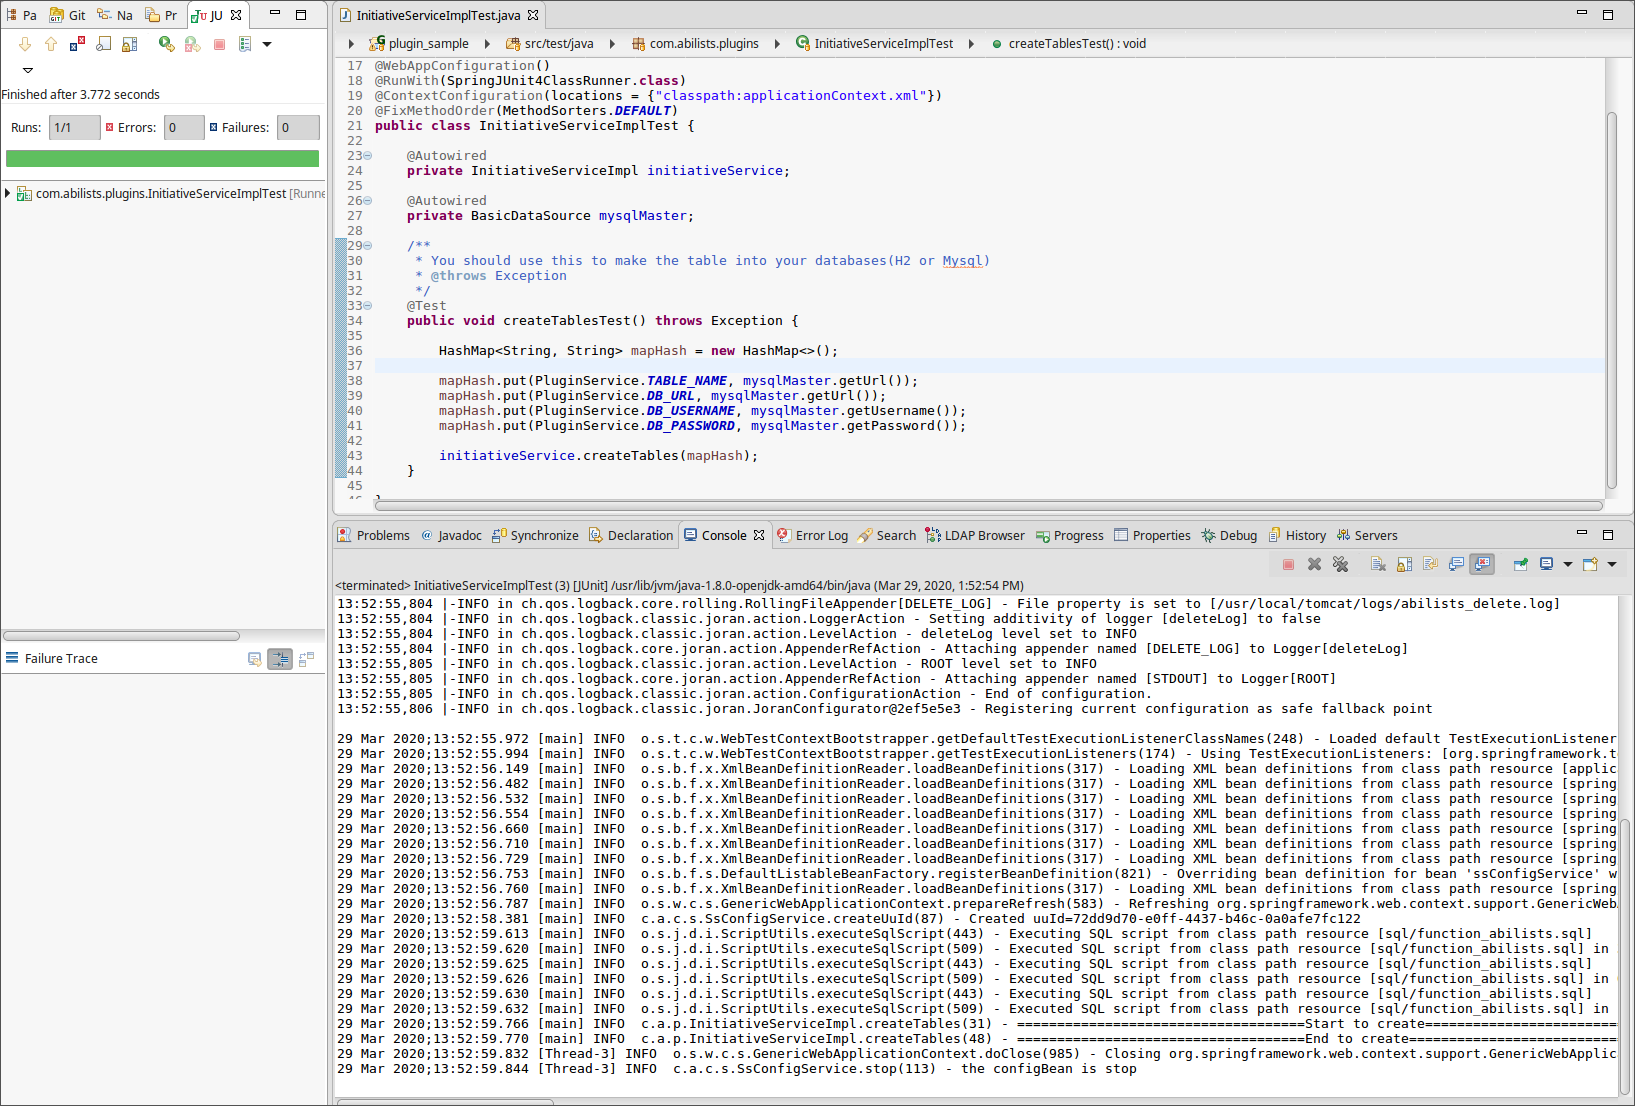 Pa Git Na Pr JU
Finished after 3.772 seconds
Runs: 1/1 Errors: 0 Failures: 0
com.abilists.plugins.InitiativeServiceImplTest [Runne
Failure Trace
InitiativeServiceImplTest.java
plugin_sample src/test/java com.abilists.plugins InitiativeServiceImplTest createTablesTest() : void
17 @WebAppConfiguration()
18 @RunWith(SpringJUnit4ClassRunner.class)
19 @ContextConfiguration(locations = {"classpath:applicationContext.xml"})
20 @FixMethodOrder(MethodSorters.DEFAULT)
21 public class InitiativeServiceImplTest {
22
23 @Autowired
24 private InitiativeServiceImpl initiativeService;
25
26 @Autowired
27 private BasicDataSource mysqlMaster;
28
29 /**
30 * You should use this to make the table into your databases(H2 or Mysql)
31 * @throws Exception
32 */
33 @Test
34 public void createTablesTest() throws Exception {
35
36 HashMap<String, String> mapHash = new HashMap<>();
37
38 mapHash.put(PluginService.TABLE_NAME, mysqlMaster.getUrl());
39 mapHash.put(PluginService.DB_URL, mysqlMaster.getUrl());
40 mapHash.put(PluginService.DB_USERNAME, mysqlMaster.getUsername());
41 mapHash.put(PluginService.DB_PASSWORD, mysqlMaster.getPassword());
42
43 initiativeService.createTables(mapHash);
44 }
45
46 }
Problems @ Javadoc Synchronize Declaration Console Error Log Search LDAP Browser Progress Properties Debug History Servers
<terminated> InitiativeServiceImplTest (3) [JUnit] /usr/lib/jvm/java-1.8.0-openjdk-amd64/bin/java (Mar 29, 2020, 1:52:54 PM)
13:52:55,804 |-INFO in ch.qos.logback.core.rolling.RollingFileAppender[DELETE_LOG] - File property is set to [/usr/local/tomcat/logs/abilists_delete.log]
13:52:55,804 |-INFO in ch.qos.logback.classic.joran.action.LoggerAction - Setting additivity of logger [deleteLog] to false
13:52:55,804 |-INFO in ch.qos.logback.classic.joran.action.LevelAction - deleteLog level set to INFO
13:52:55,804 |-INFO in ch.qos.logback.core.joran.action.AppenderRefAction - Attaching appender named [DELETE_LOG] to Logger[deleteLog]
13:52:55,805 |-INFO in ch.qos.logback.classic.joran.action.LevelAction - ROOT level set to INFO
13:52:55,805 |-INFO in ch.qos.logback.core.joran.action.AppenderRefAction - Attaching appender named [STDOUT] to Logger[ROOT]
13:52:55,805 |-INFO in ch.qos.logback.classic.joran.action.ConfigurationAction - End of configuration.
13:52:55,806 |-INFO in ch.qos.logback.classic.joran.JoranConfigurator@2ef5e5e3 - Registering current configuration as safe fallback point
29 Mar 2020;13:52:55.972 [main] INFO o.s.t.c.w.WebTestContextBootstrapper.getDefaultTestExecutionListenerClassNames(248) - Loaded default TestExecutionListener
29 Mar 2020;13:52:55.994 [main] INFO o.s.t.c.w.WebTestContextBootstrapper.getTestExecutionListeners(174) - Using TestExecutionListeners: [org.springframework.t
29 Mar 2020;13:52:56.149 [main] INFO o.s.b.f.x.XmlBeanDefinitionReader.loadBeanDefinitions(317) - Loading XML bean definitions from class path resource [applic
29 Mar 2020;13:52:56.482 [main] INFO o.s.b.f.x.XmlBeanDefinitionReader.loadBeanDefinitions(317) - Loading XML bean definitions from class path resource [spring
29 Mar 2020;13:52:56.532 [main] INFO o.s.b.f.x.XmlBeanDefinitionReader.loadBeanDefinitions(317) - Loading XML bean definitions from class path resource [spring
29 Mar 2020;13:52:56.554 [main] INFO o.s.b.f.x.XmlBeanDefinitionReader.loadBeanDefinitions(317) - Loading XML bean definitions from class path resource [spring
29 Mar 2020;13:52:56.660 [main] INFO o.s.b.f.x.XmlBeanDefinitionReader.loadBeanDefinitions(317) - Loading XML bean definitions from class path resource [spring
29 Mar 2020;13:52:56.710 [main] INFO o.s.b.f.x.XmlBeanDefinitionReader.loadBeanDefinitions(317) - Loading XML bean definitions from class path resource [spring
29 Mar 2020;13:52:56.729 [main] INFO o.s.b.f.x.XmlBeanDefinitionReader.loadBeanDefinitions(317) - Loading XML bean definitions from class path resource [spring
29 Mar 2020;13:52:56.753 [main] INFO o.s.b.f.s.DefaultListableBeanFactory.registerBeanDefinition(821) - Overriding bean definition for bean 'ssConfigService' w
29 Mar 2020;13:52:56.760 [main] INFO o.s.b.f.x.XmlBeanDefinitionReader.loadBeanDefinitions(317) - Loading XML bean definitions from class path resource [spring
29 Mar 2020;13:52:56.787 [main] INFO o.s.w.c.s.GenericWebApplicationContext.prepareRefresh(583) - Refreshing org.springframework.web.context.support.GenericWeb
29 Mar 2020;13:52:58.381 [main] INFO c.a.c.s.SsConfigService.createUuId(87) - Created uuId=72dd9d70-e0ff-4437-b46c-0a0afe7fc122
29 Mar 2020;13:52:59.613 [main] INFO o.s.j.d.i.ScriptUtils.executeSqlScript(443) - Executing SQL script from class path resource [sql/function_abilists.sql]
29 Mar 2020;13:52:59.620 [main] INFO o.s.j.d.i.ScriptUtils.executeSqlScript(509) - Executed SQL script from class path resource [sql/function_abilists.sql] in
29 Mar 2020;13:52:59.625 [main] INFO o.s.j.d.i.ScriptUtils.executeSqlScript(443) - Executing SQL script from class path resource [sql/function_abilists.sql]
29 Mar 2020;13:52:59.626 [main] INFO o.s.j.d.i.ScriptUtils.executeSqlScript(509) - Executed SQL script from class path resource [sql/function_abilists.sql] in
29 Mar 2020;13:52:59.630 [main] INFO o.s.j.d.i.ScriptUtils.executeSqlScript(443) - Executing SQL script from class path resource [sql/function_abilists.sql]
29 Mar 2020;13:52:59.632 [main] INFO o.s.j.d.i.ScriptUtils.executeSqlScript(509) - Executed SQL script from class path resource [sql/function_abilists.sql] in
29 Mar 2020;13:52:59.766 [main] INFO c.a.p.InitiativeServiceImpl.createTables(31) - ====================================Start to create========================
29 Mar 2020;13:52:59.770 [main] INFO c.a.p.InitiativeServiceImpl.createTables(48) - ====================================End to create==========================
29 Mar 2020;13:52:59.832 [Thread-3] INFO o.s.w.c.s.GenericWebApplicationContext.doClose(985) - Closing org.springframework.web.context.support.GenericWebApplic
29 Mar 2020;13:52:59.844 [Thread-3] INFO c.a.c.s.SsConfigService.stop(113) - the configBean is stop